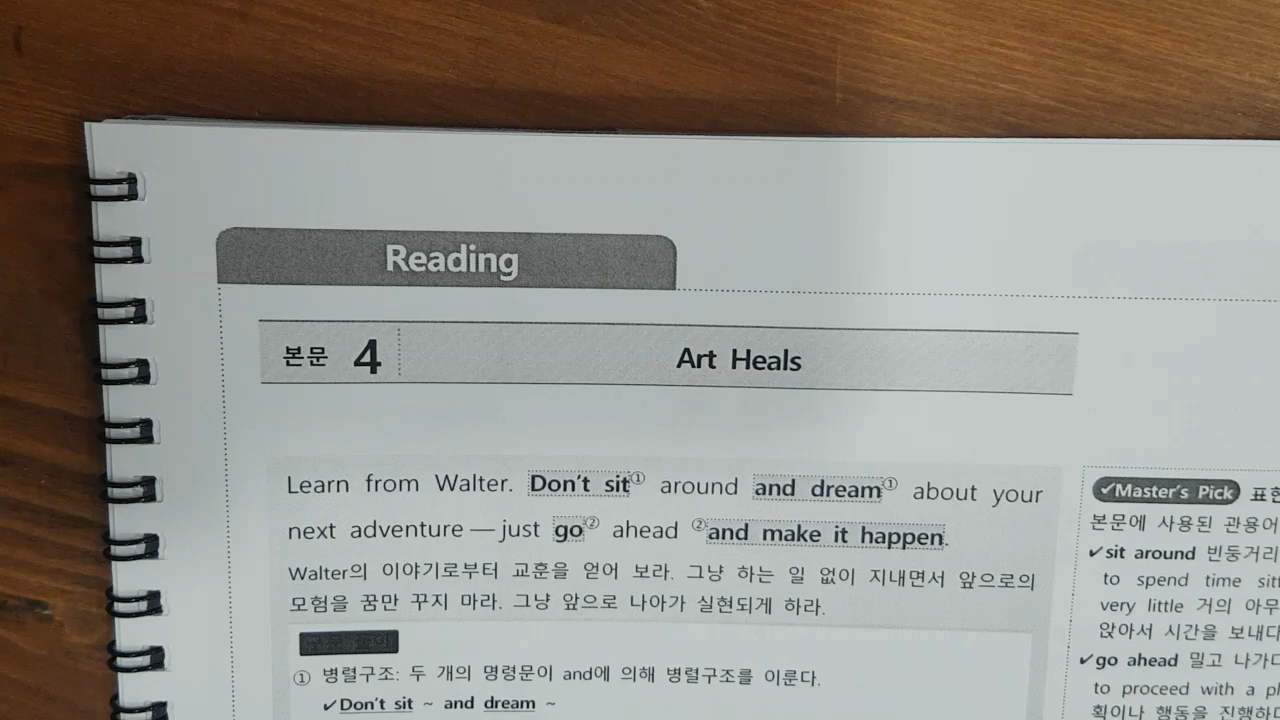 Reading
본문 4 Art Heals
Learn from Walter. Don't sit① around and dream① about your
next adventure — just go② ahead ②and make it happen.
Walter의 이야기로부터 교훈을 얻어 보라. 그냥 하는 일 없이 지내면서 앞으로의
모험을 꿈만 꾸지 마라. 그냥 앞으로 나아가 실현되게 하라.
① 병렬구조: 두 개의 명령문이 and에 의해 병렬구조를 이룬다.
✔Don't sit ~ and dream ~
✔Master's Pick 표현
본문에 사용된 관용어
✔sit around 빈둥거리
to spend time sitt
very little 거의 아무
앉아서 시간을 보내다
✔go ahead 밀고 나가다
to proceed with a pl
획이나 행동을 진행하다